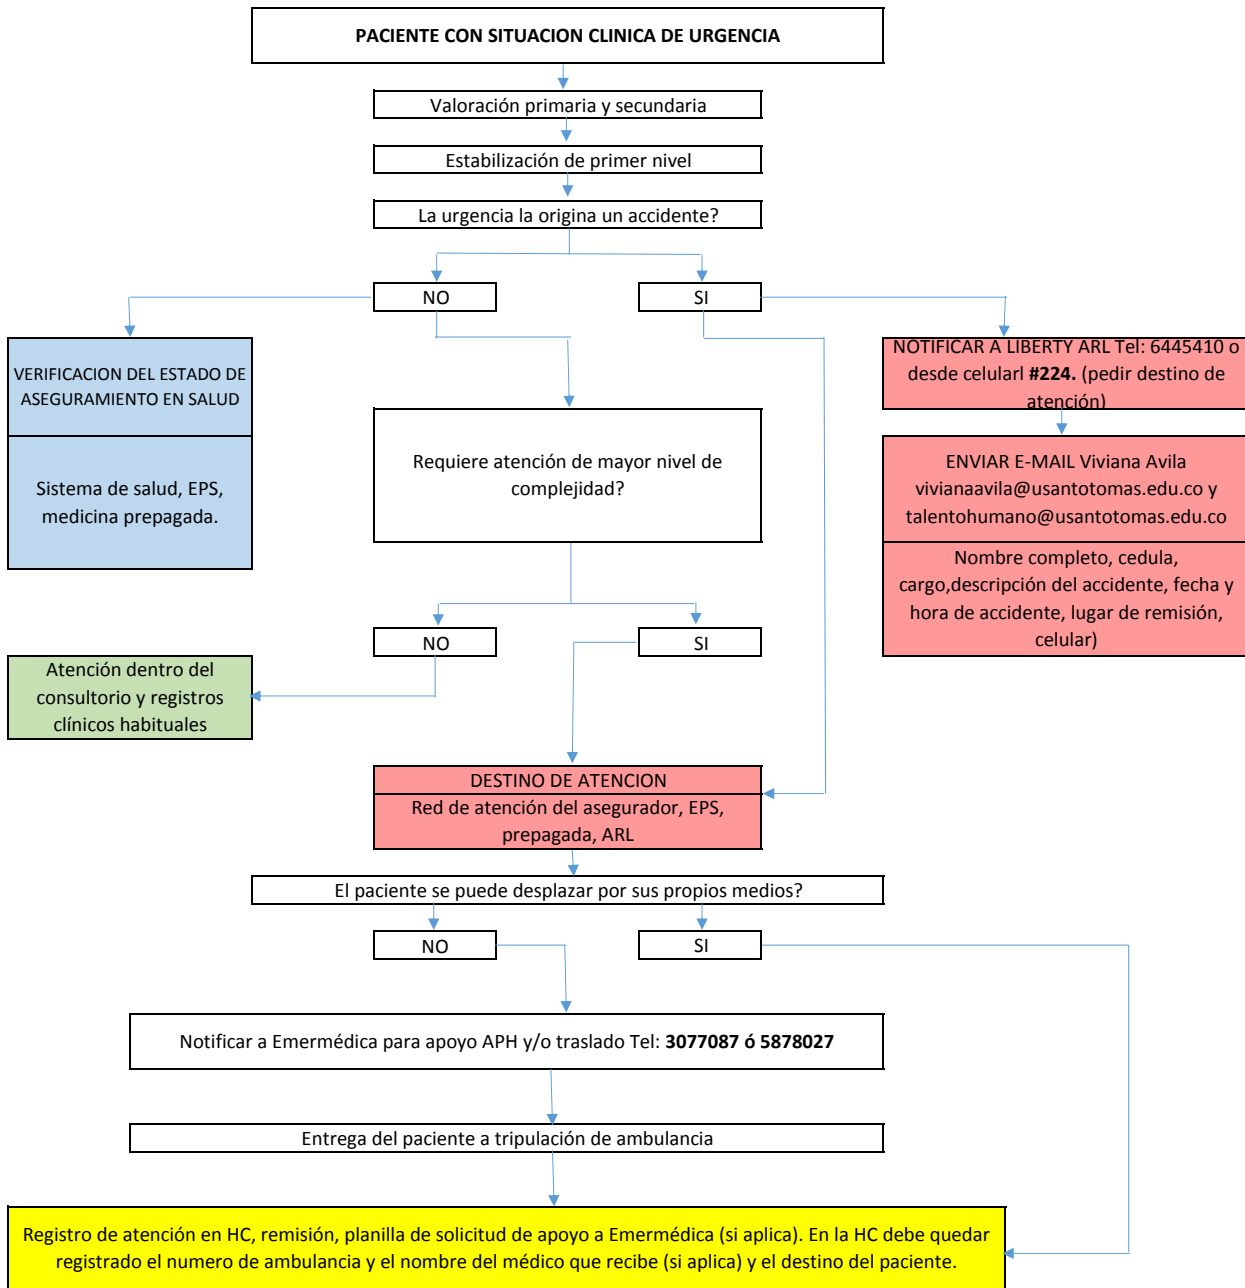 PACIENTE CON SITUACION CLINICA DE URGENCIA
Valoración primaria y secundaria
Estabilización de primer nivel
La urgencia la origina un accidente?
NO
SI
VERIFICACION DEL ESTADO DE
ASEGURAMIENTO EN SALUD
Sistema de salud, EPS,
medicina prepagada.
NOTIFICAR A LIBERTY ARL Tel: 6445410 o
desde celularl #224. (pedir destino de
atención)
ENVIAR E-MAIL Viviana Avila
vivianaavila@usantotomas.edu.co y
talentohumano@usantotomas.edu.co
Nombre completo, cedula,
cargo,descripción del accidente, fecha y
hora de accidente, lugar de remisión,
celular)
Requiere atención de mayor nivel de
complejidad?
NO
SI
Atención dentro del
consultorio y registros
clínicos habituales
DESTINO DE ATENCION
Red de atención del asegurador, EPS,
prepagada, ARL
El paciente se puede desplazar por sus propios medios?
NO
SI
Notificar a Emermédica para apoyo APH y/o traslado Tel: 3077087 ó 5878027
Entrega del paciente a tripulación de ambulancia
Registro de atención en HC, remisión, planilla de solicitud de apoyo a Emermédica (si aplica). En la HC debe quedar
registrado el numero de ambulancia y el nombre del médico que recibe (si aplica) y el destino del paciente.